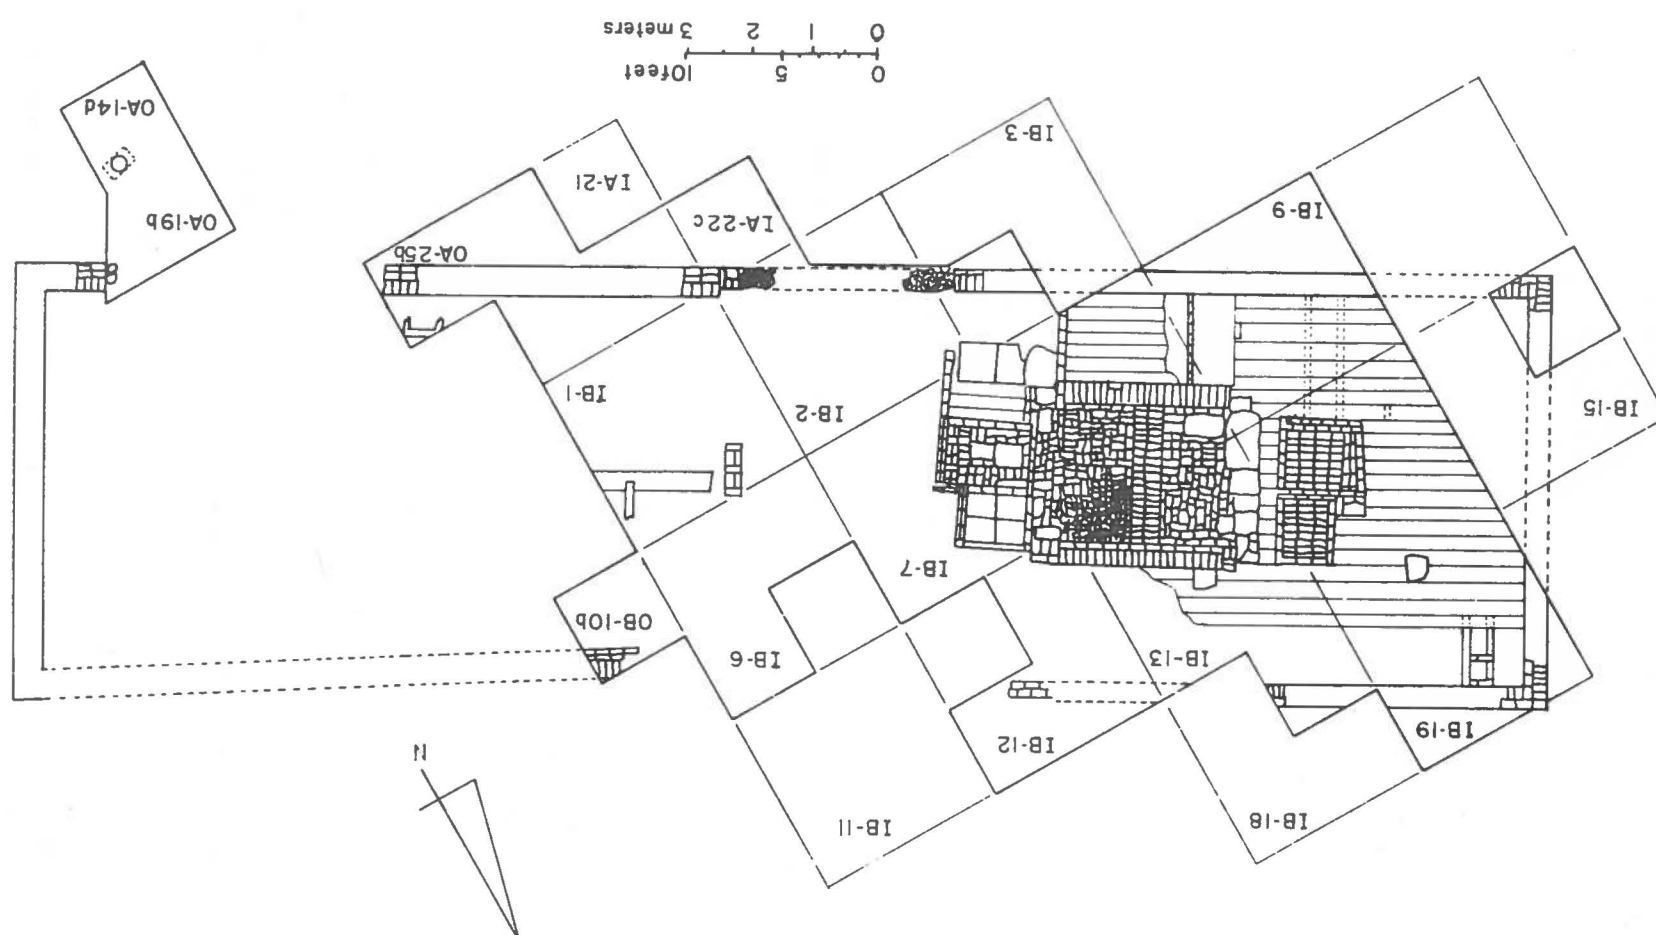 IB-18
IB-11
IB-19
IB-12
N
IB-13
IB-6
OB-10b
IB-7
IB-15
IB-2
IB-1
OA-25b
IB-9
IA-22c
OA-19b
IA-21
IB-3
OA-14d
0 5 10 feet
0 1 2 3 meters